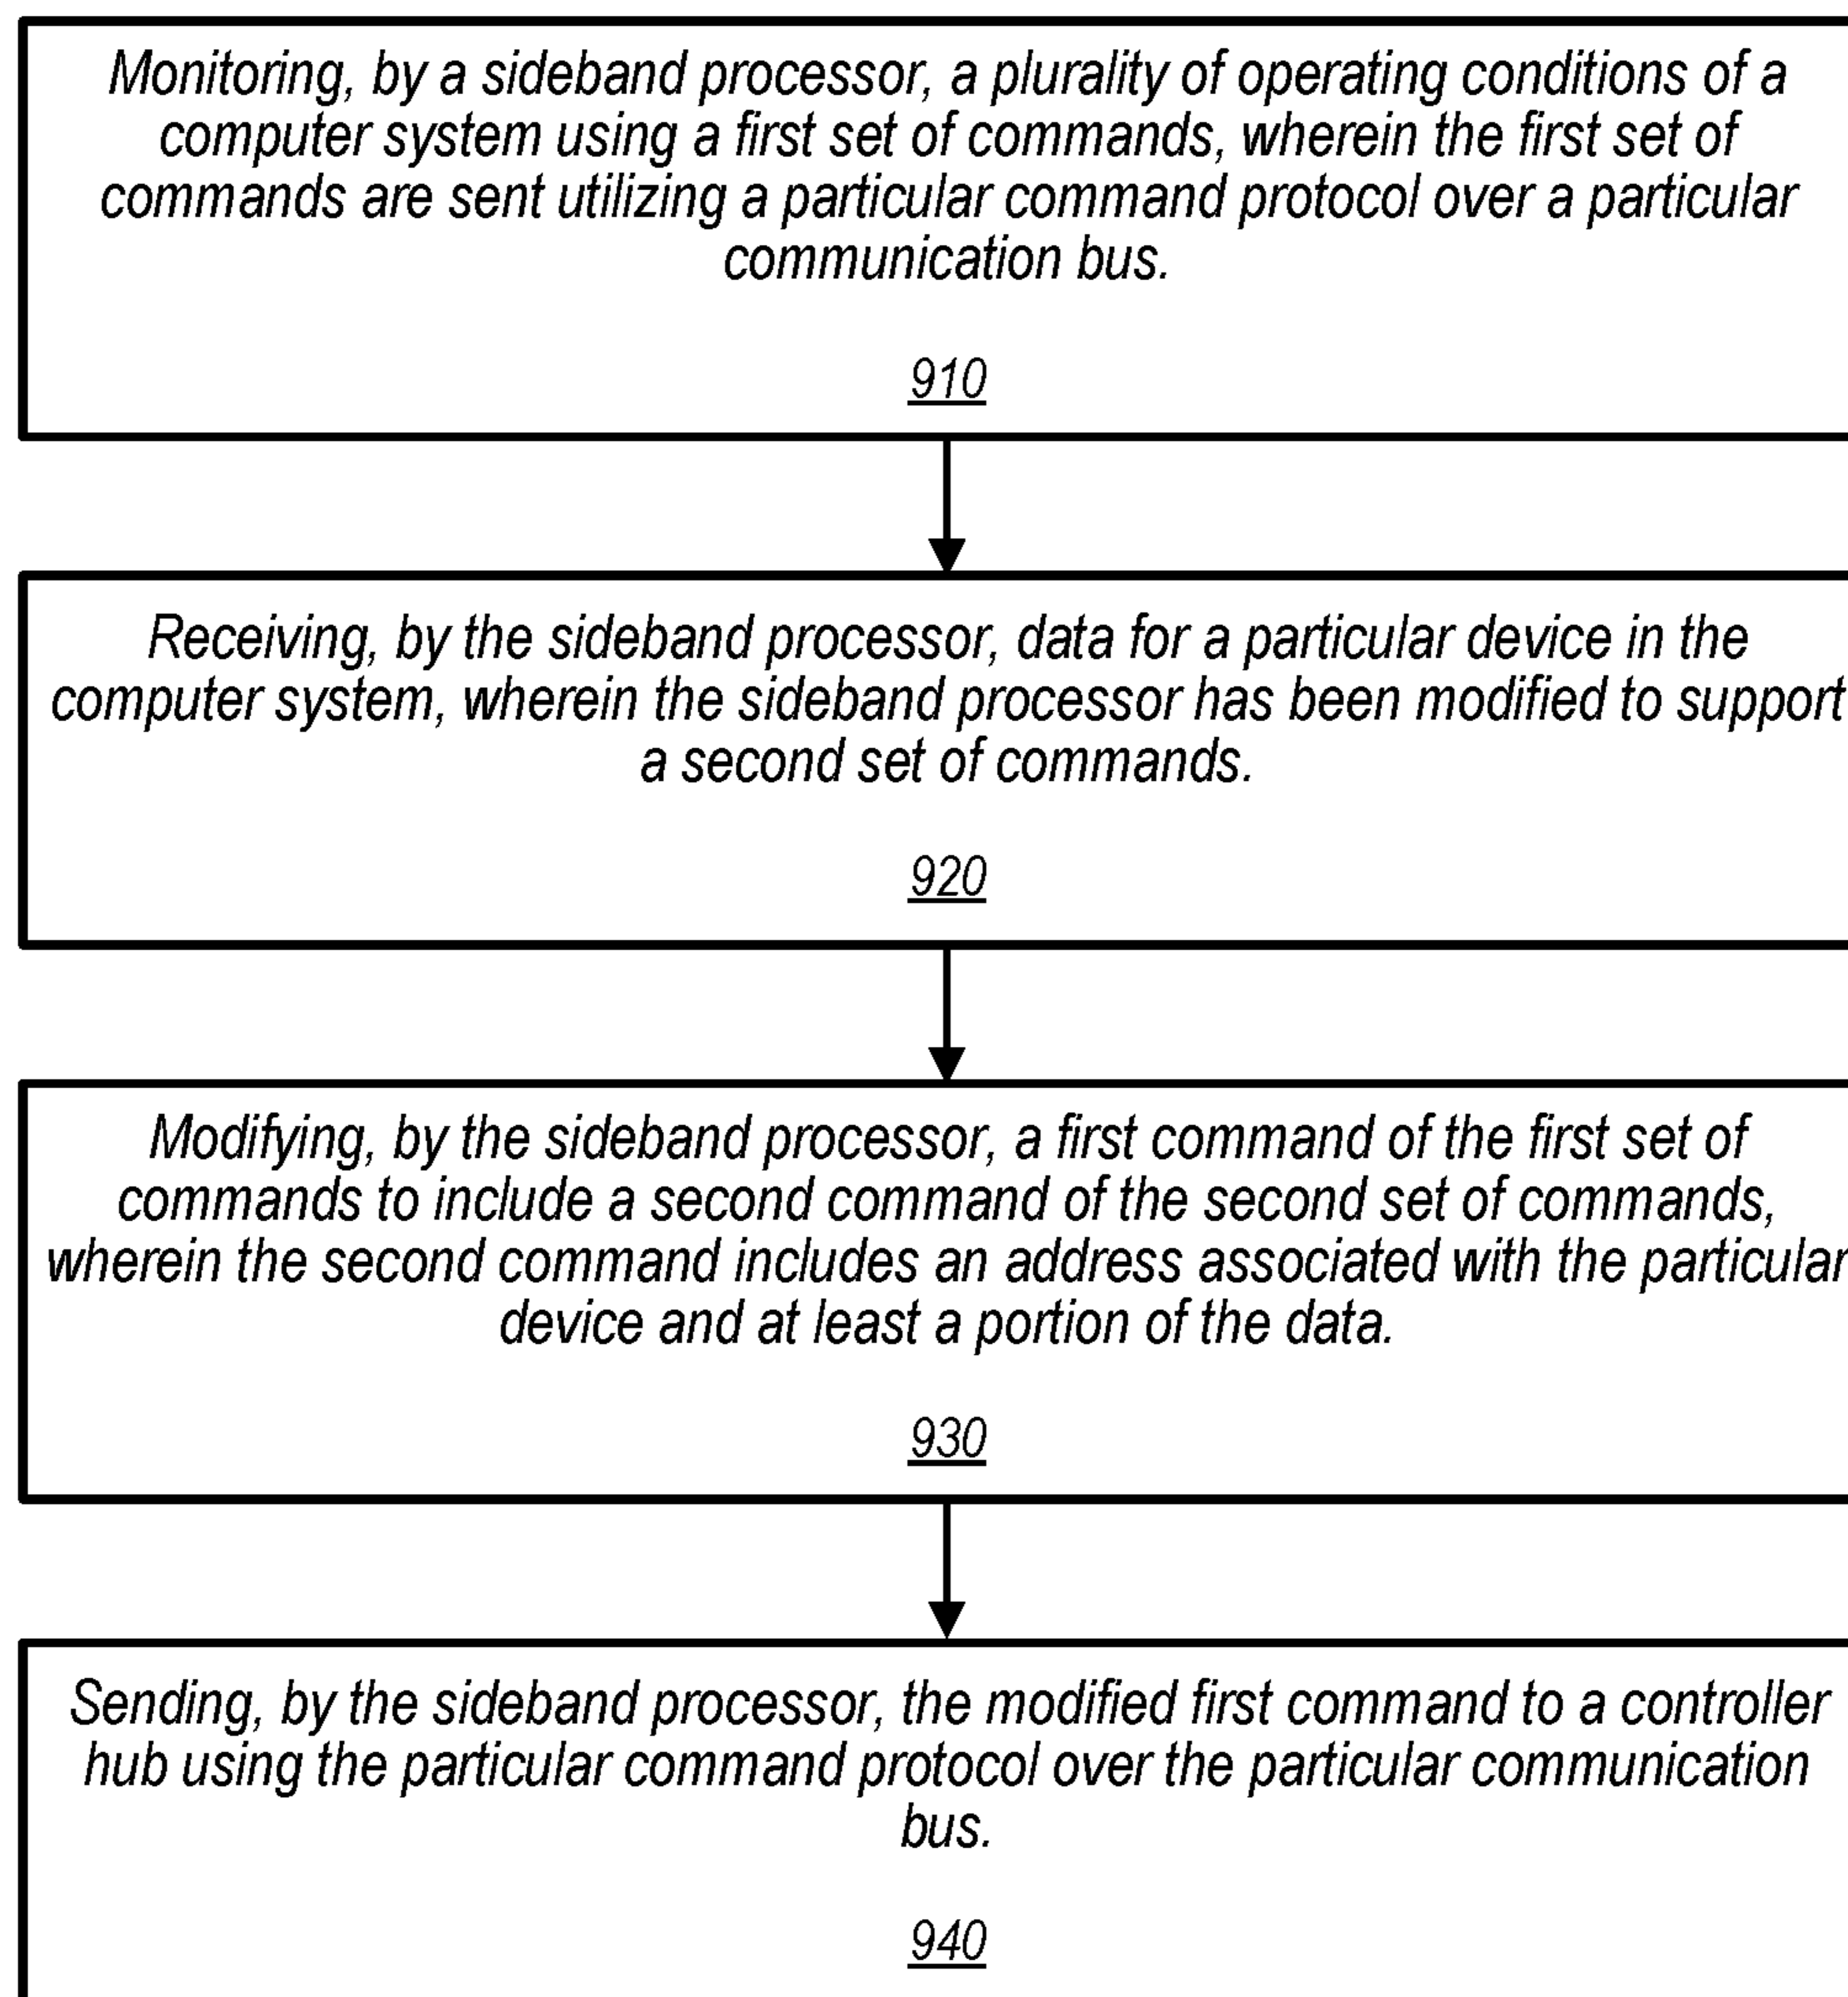 Monitoring, by a sideband processor, a plurality of operating conditions of a
computer system using a first set of commands, wherein the first set of
commands are sent utilizing a particular command protocol over a particular
communication bus.
910
Receiving, by the sideband processor, data for a particular device in the
computer system, wherein the sideband processor has been modified to support
a second set of commands.
920
Modifying, by the sideband processor, a first command of the first set of
commands to include a second command of the second set of commands,
wherein the second command includes an address associated with the particular
device and at least a portion of the data.
930
Sending, by the sideband processor, the modified first command to a controller
hub using the particular command protocol over the particular communication
bus.
940